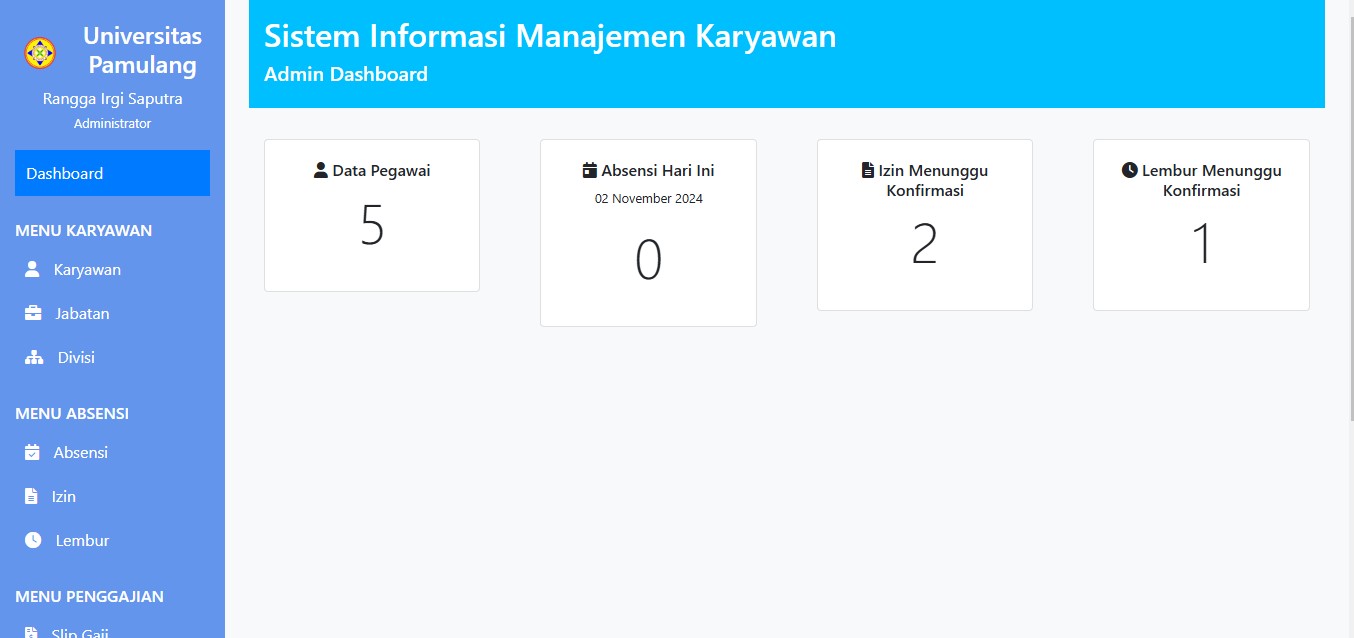 Universitas
Pamulang
Rangga Irgi Saputra
Administrator
Dashboard
MENU KARYAWAN
Karyawan
Jabatan
Divisi
MENU ABSENSI
Absensi
Izin
Lembur
MENU PENGGAJIAN
Slip Gaji
Sistem Informasi Manajemen Karyawan
Admin Dashboard
Data Pegawai
5
Absensi Hari Ini
02 November 2024
0
Izin Menunggu
Konfirmasi
2
Lembur Menunggu
Konfirmasi
1